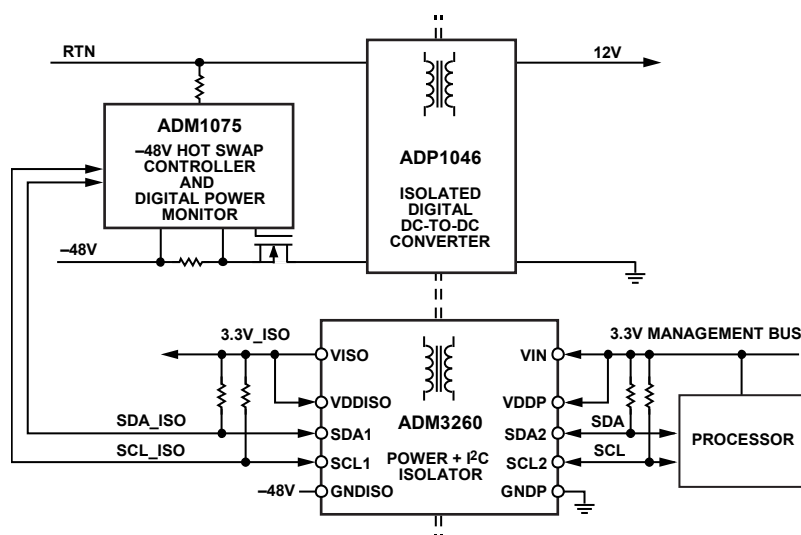 RTN
12V
ADM1075
–48V HOT SWAP
CONTROLLER
AND
DIGITAL POWER
MONITOR
ADP1046
ISOLATED
DIGITAL
DC-TO-DC
CONVERTER
–48V
3.3V_ISO
3.3V MANAGEMENT BUS
VISO
VIN
VDDISO
VDDP
ADM3260
SDA_ISO
SDA1
SDA2
SDA
PROCESSOR
SCL_ISO
SCL1
POWER + I²C
ISOLATOR
SCL2
SCL
–48V
GNDISO
GNDP